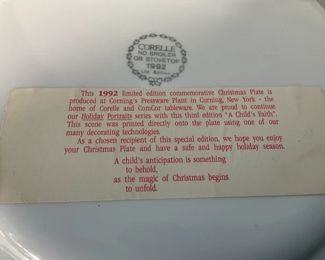 CORELLE
NO BROILER
OR STOVETOP
1992
Ltd. Edition
This 1992 limited edition commemorative Christmas Plate is
produced at Corning's Pressware Plant in Corning, New York - the
home of Corelle and ComCor tableware. We are proud to continue
our Holiday Portraits series with this third edition "A Child's Faith".
This scene was printed directly onto the plate using one of our
many decorating technologies.
As a chosen recipient of this special edition, we hope you enjoy
your Christmas Plate and have a safe and happy holiday season.
A child's anticipation is something
to behold,
as the magic of Christmas begins
to unfold.